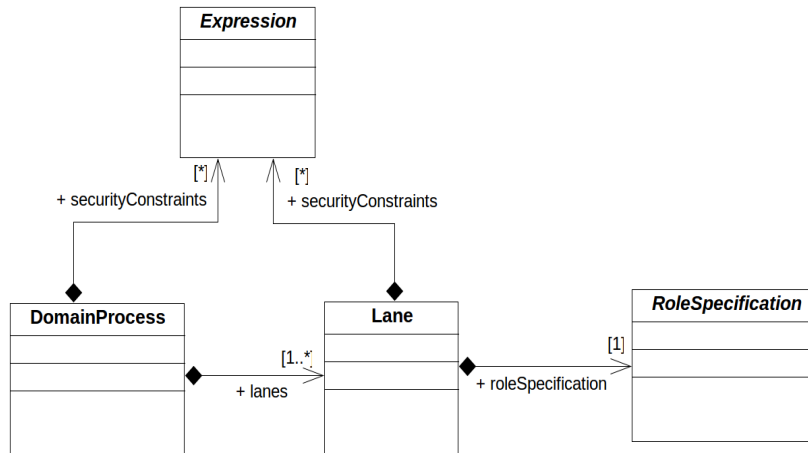 Expression
[*]
[*]
+ securityConstraints
+ securityConstraints
DomainProcess
Lane
RoleSpecification
[1..*]
[1]
+ lanes
+ roleSpecification